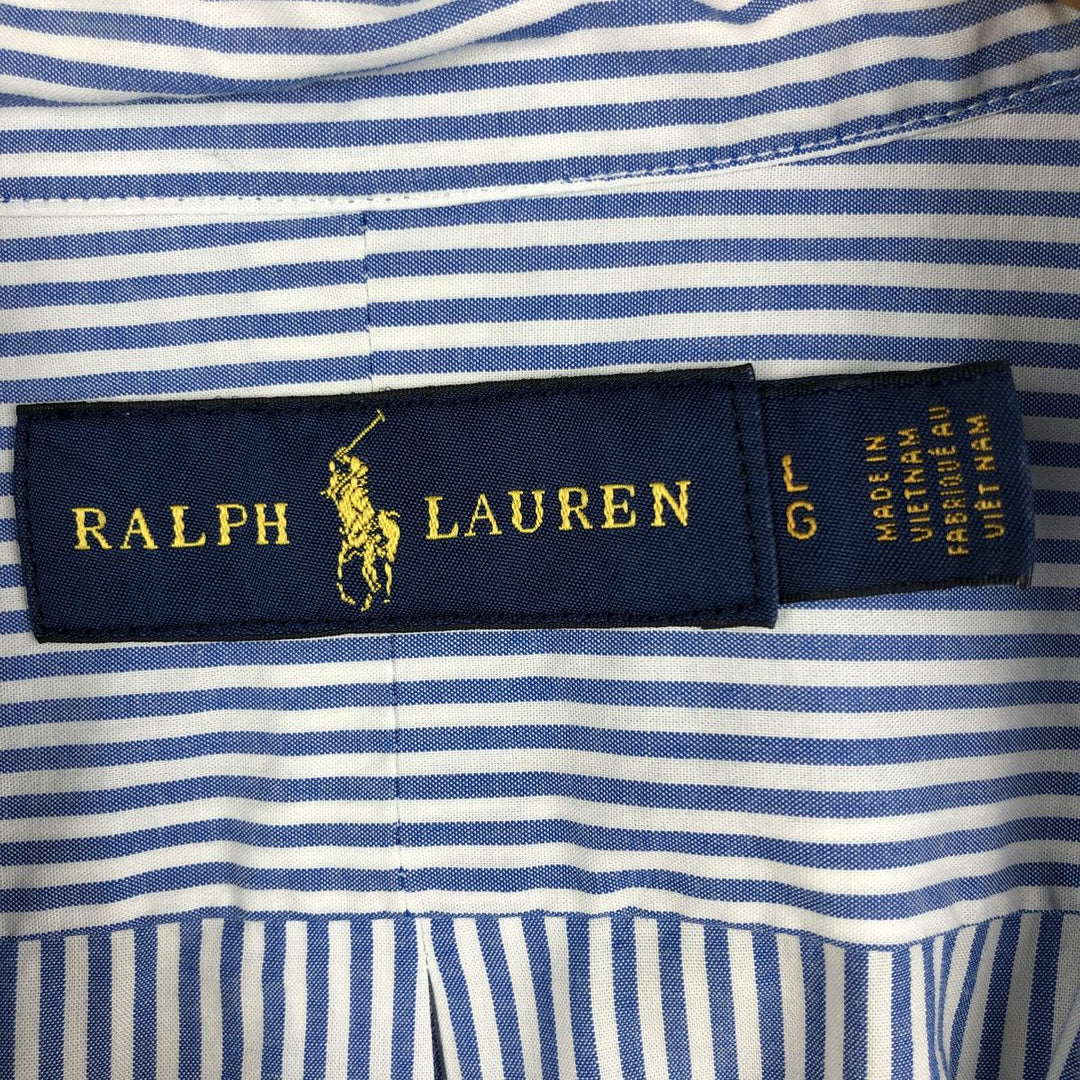 RALPH LAUREN
L
G
MADE IN
VIETNAM
FABRIQUÉ AU
VIÊT NAM